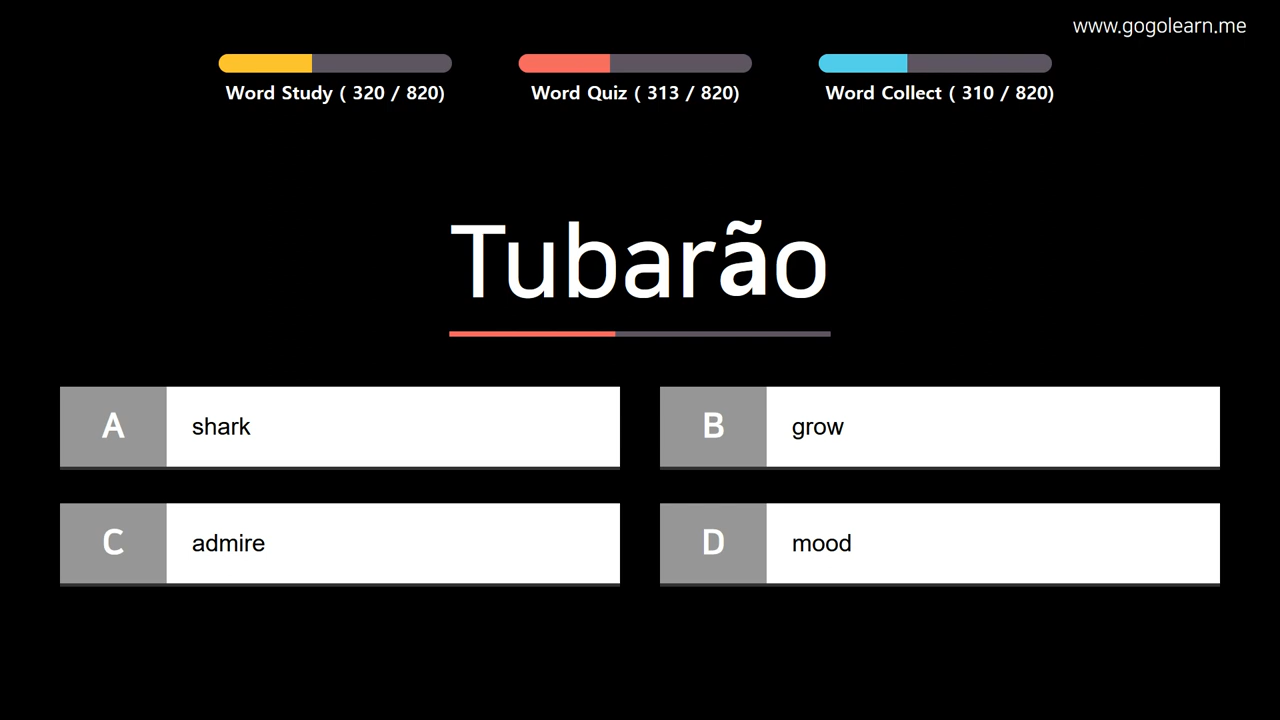 www.gogolearn.me
Word Study ( 320 / 820)
Word Quiz ( 313 / 820)
Word Collect ( 310 / 820)
Tubarão
A shark
B grow
C admire
D mood